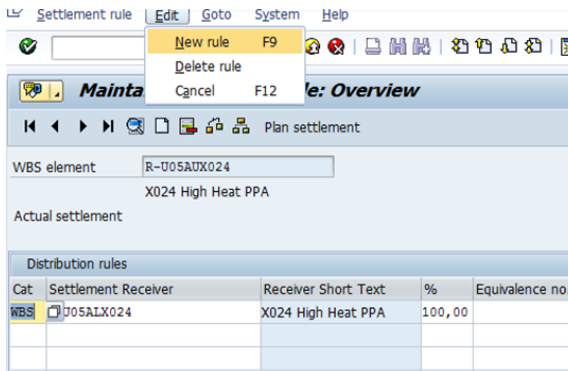 Settlement rule Edit Goto System Help
New rule F9
Delete rule
Cancel F12
Mainta le: Overview
Plan settlement
WBS element R-U05AUX024
X024 High Heat PPA
Actual settlement
Distribution rules
Cat Settlement Receiver Receiver Short Text % Equivalence no.
WBS J05ALX024 X024 High Heat PPA 100,00